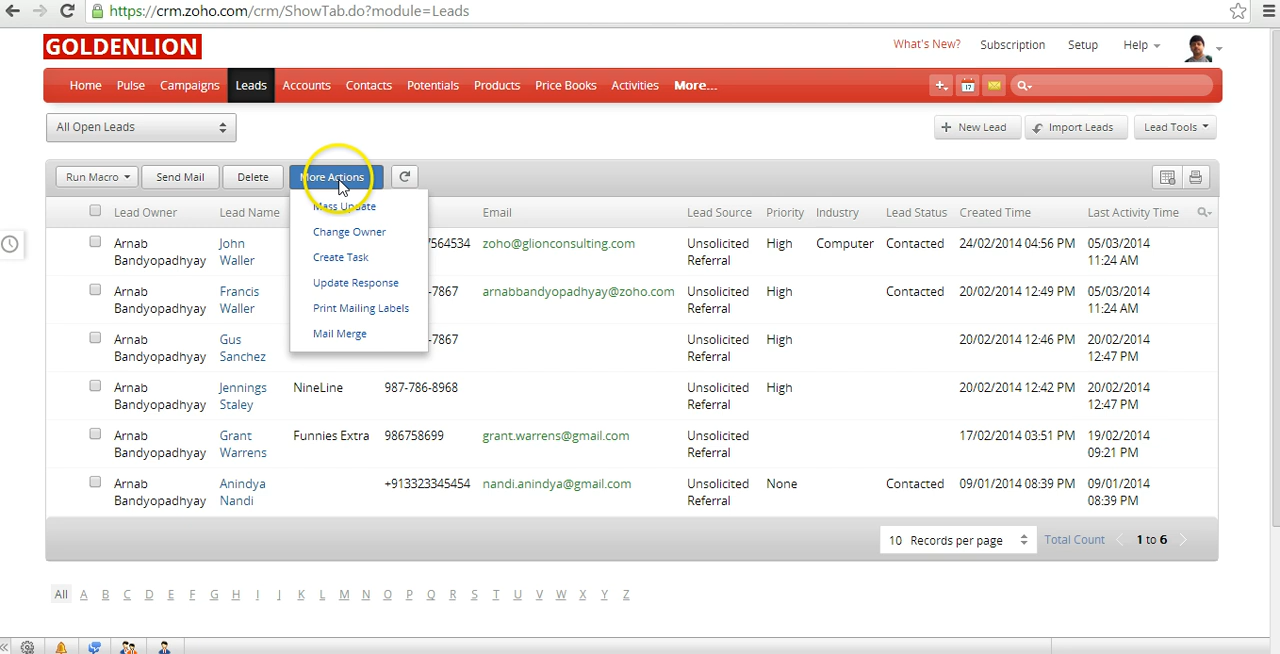 https://crm.zoho.com/crm/ShowTab.do?module=Leads
GOLDENLION
What's New? Subscription Setup Help
Home Pulse Campaigns Leads Accounts Contacts Potentials Products Price Books Activities More...
17
All Open Leads
New Lead Import Leads Lead Tools
Run Macro Send Mail Delete More Actions
Mass Update
Change Owner
Create Task
Update Response
Print Mailing Labels
Mail Merge
Lead Owner Lead Name Email Lead Source Priority Industry Lead Status Created Time Last Activity Time
Arnab John 7564534 zoho@glionconsulting.com Unsolicited High Computer Contacted 24/02/2014 04:56 PM 05/03/2014
Bandyopadhyay Waller Referral 11:24 AM
Arnab Francis -7867 arnabbandyopadhyay@zoho.com Unsolicited High Contacted 20/02/2014 12:49 PM 05/03/2014
Bandyopadhyay Waller Referral 11:24 AM
Arnab Gus -7867 Unsolicited High 20/02/2014 12:46 PM 20/02/2014
Bandyopadhyay Sanchez Referral 12:47 PM
Arnab Jennings NineLine 987-786-8968 Unsolicited High 20/02/2014 12:42 PM 20/02/2014
Bandyopadhyay Staley Referral 12:47 PM
Arnab Grant Funnies Extra 986758699 grant.warrens@gmail.com Unsolicited 17/02/2014 03:51 PM 19/02/2014
Bandyopadhyay Warrens Referral 09:21 PM
Arnab Anindya +913323345454 nandi.anindya@gmail.com Unsolicited None Contacted 09/01/2014 08:39 PM 09/01/2014
Bandyopadhyay Nandi Referral 08:39 PM
10 Records per page Total Count 1 to 6
All A B C D E F G H I J K L M N O P Q R S T U V W X Y Z